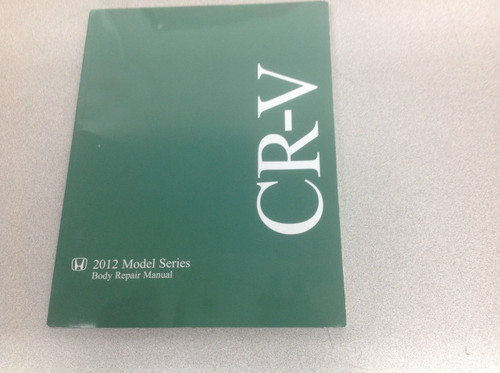 CR-V
2012 Model Series
Body Repair Manual